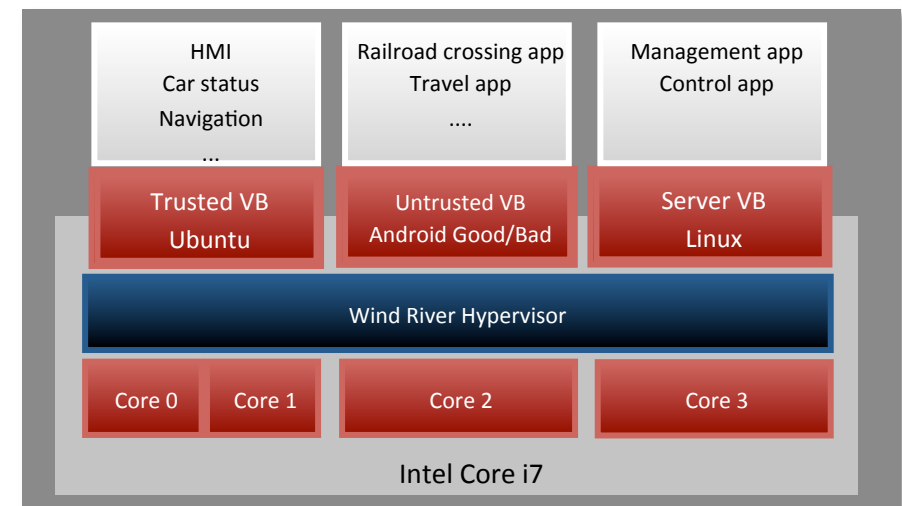 HMI
Car status
Navigation
...
Railroad crossing app
Travel app
....
Management app
Control app
Trusted VB
Ubuntu
Untrusted VB
Android Good/Bad
Server VB
Linux
Wind River Hypervisor
Core 0
Core 1
Core 2
Core 3
Intel Core i7